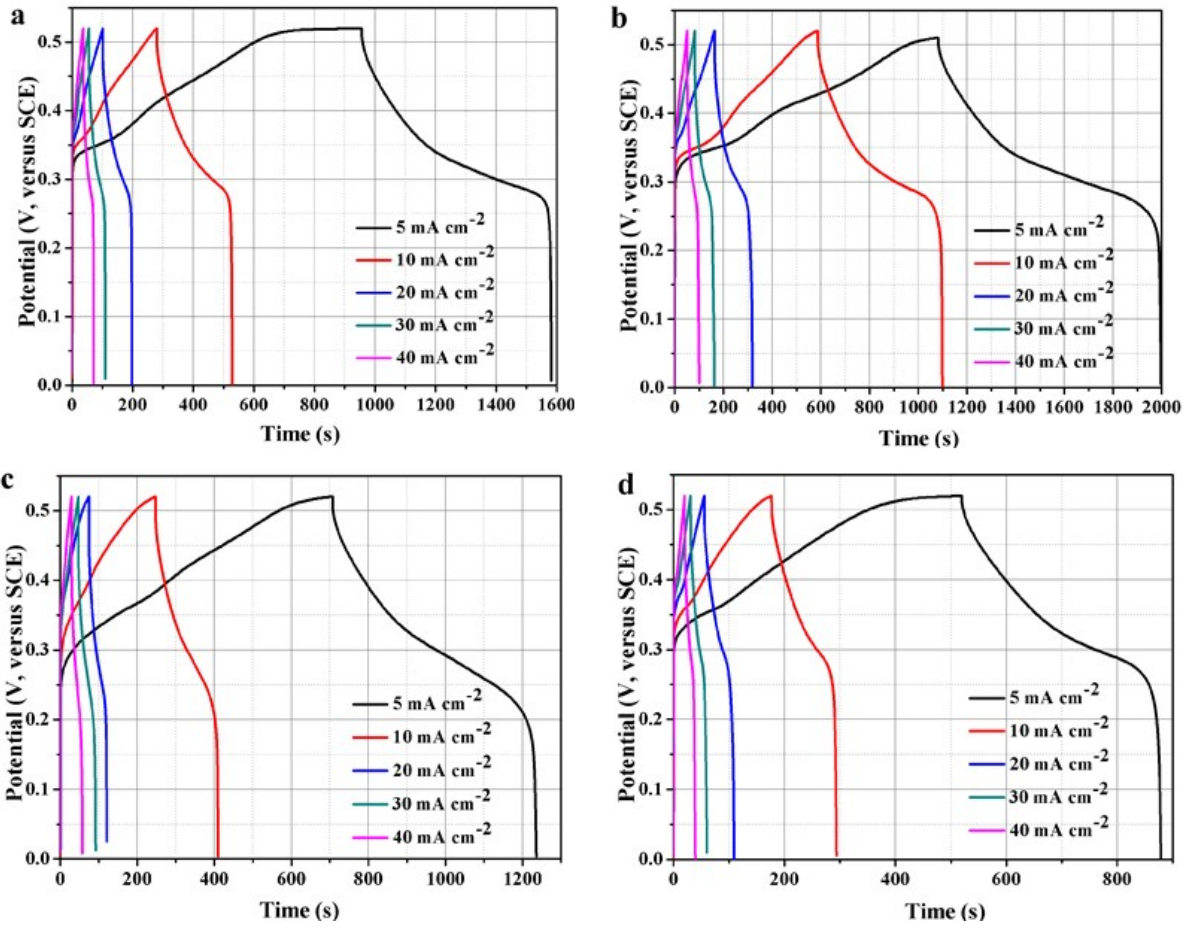 a
Potential (V, versus SCE)
0.5
0.4
0.3
0.2
0.1
0.0
5 mA cm-2
10 mA cm-2
20 mA cm-2
30 mA cm-2
40 mA cm-2
0 200 400 600 800 1000 1200 1400 1600
Time (s)
b
Potential (V, versus SCE)
0.5
0.4
0.3
0.2
0.1
0.0
5 mA cm-2
10 mA cm-2
20 mA cm-2
30 mA cm-2
40 mA cm-2
0 200 400 600 800 1000 1200 1400 1600 1800 2000
Time (s)
c
Potential (V, versus SCE)
0.5
0.4
0.3
0.2
0.1
0.0
5 mA cm-2
10 mA cm-2
20 mA cm-2
30 mA cm-2
40 mA cm-2
0 200 400 600 800 1000 1200
Time (s)
d
Potential (V, versus SCE)
0.5
0.4
0.3
0.2
0.1
0.0
5 mA cm-2
10 mA cm-2
20 mA cm-2
30 mA cm-2
40 mA cm-2
0 200 400 600 800
Time (s)